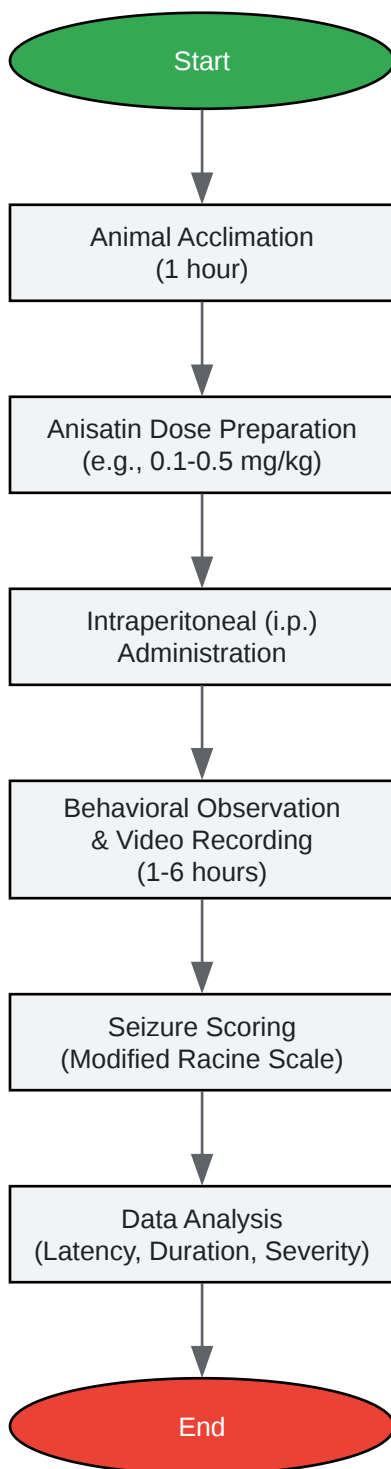 Start
Animal Acclimation
(1 hour)
Anisatin Dose Preparation
(e.g., 0.1-0.5 mg/kg)
Intraperitoneal (i.p.)
Administration
Behavioral Observation
& Video Recording
(1-6 hours)
Seizure Scoring
(Modified Racine Scale)
Data Analysis
(Latency, Duration, Severity)
End